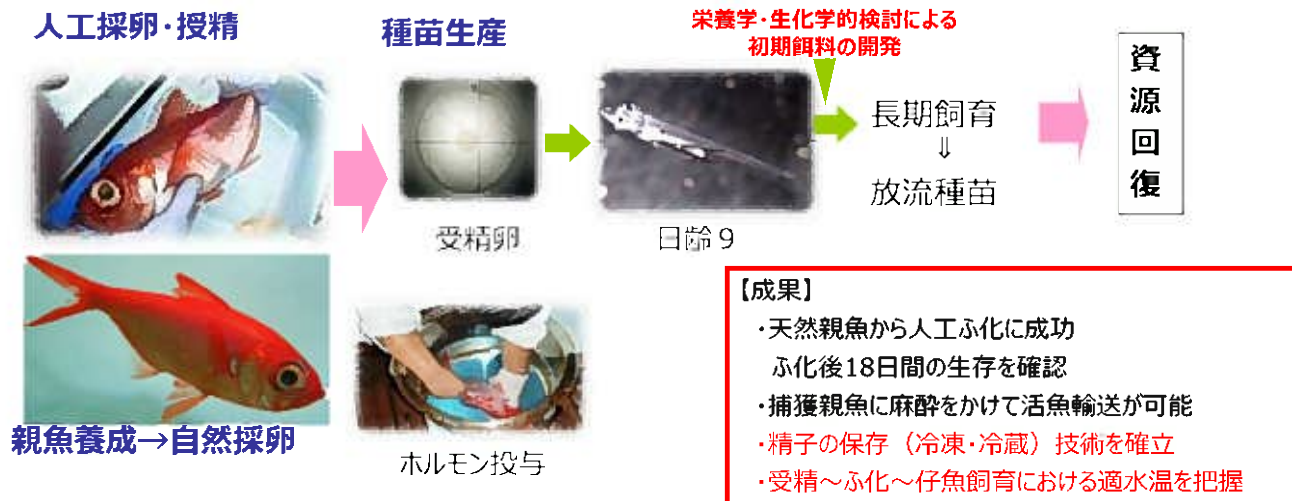 人工採卵・授精
種苗生産
栄養学・生化学的検討による
初期餌料の開発
長期飼育
⇓
放流種苗
資源回復
受精卵
日齢９
親魚養成→自然採卵
ホルモン投与
【成果】
・天然親魚から人工ふ化に成功
ふ化後18日間の生存を確認
・捕獲親魚に麻酔をかけて活魚輸送が可能
・精子の保存（冷凍・冷蔵）技術を確立
・受精～ふ化～仔魚飼育における適水温を把握